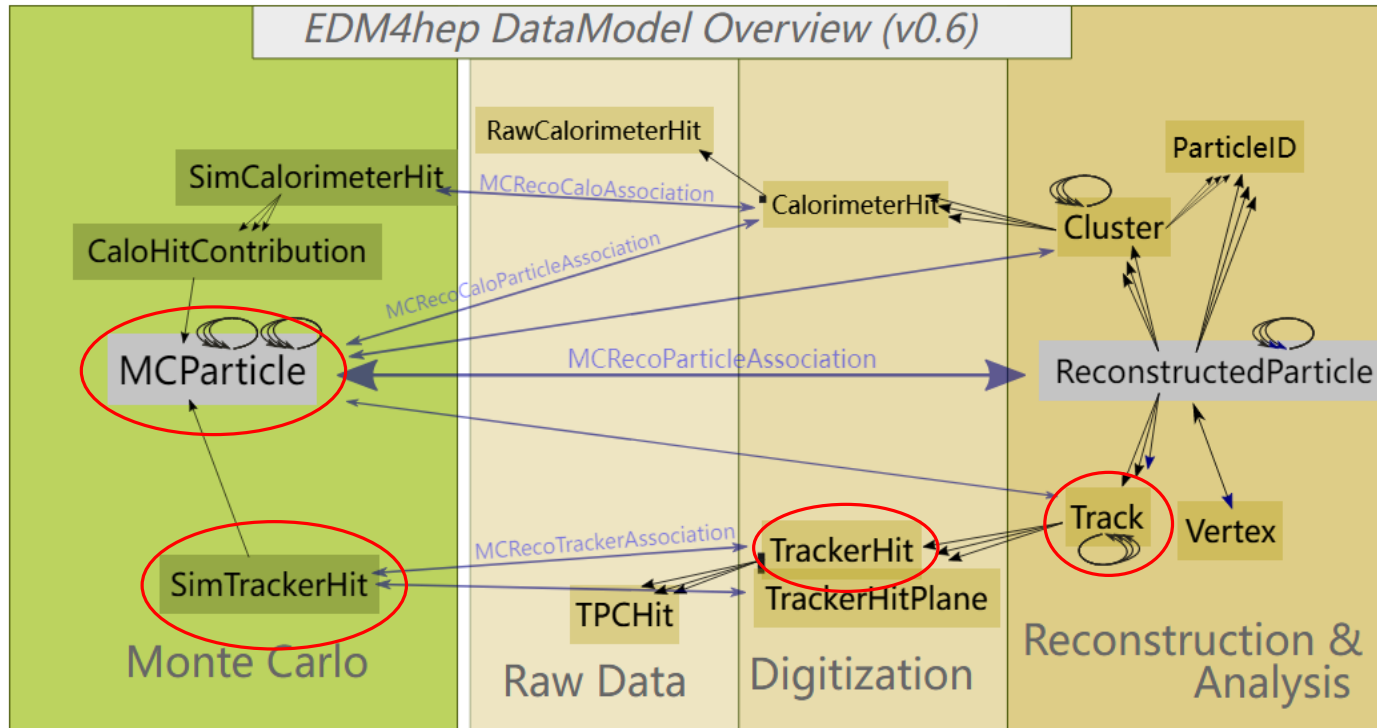 EDM4hep DataModel Overview (v0.6)
RawCalorimeterHit
ParticleID
SimCalorimeterHit
MCRecoCaloAssociation
CalorimeterHit
Cluster
CaloHitContribution
MCRecoCaloParticleAssociation
MCParticle
MCRecoParticleAssociation
ReconstructedParticle
Track
Vertex
MCRecoTrackerAssociation
TrackerHit
SimTrackerHit
TPCHit
TrackerHitPlane
Monte Carlo
Raw Data
Digitization
Reconstruction &
Analysis